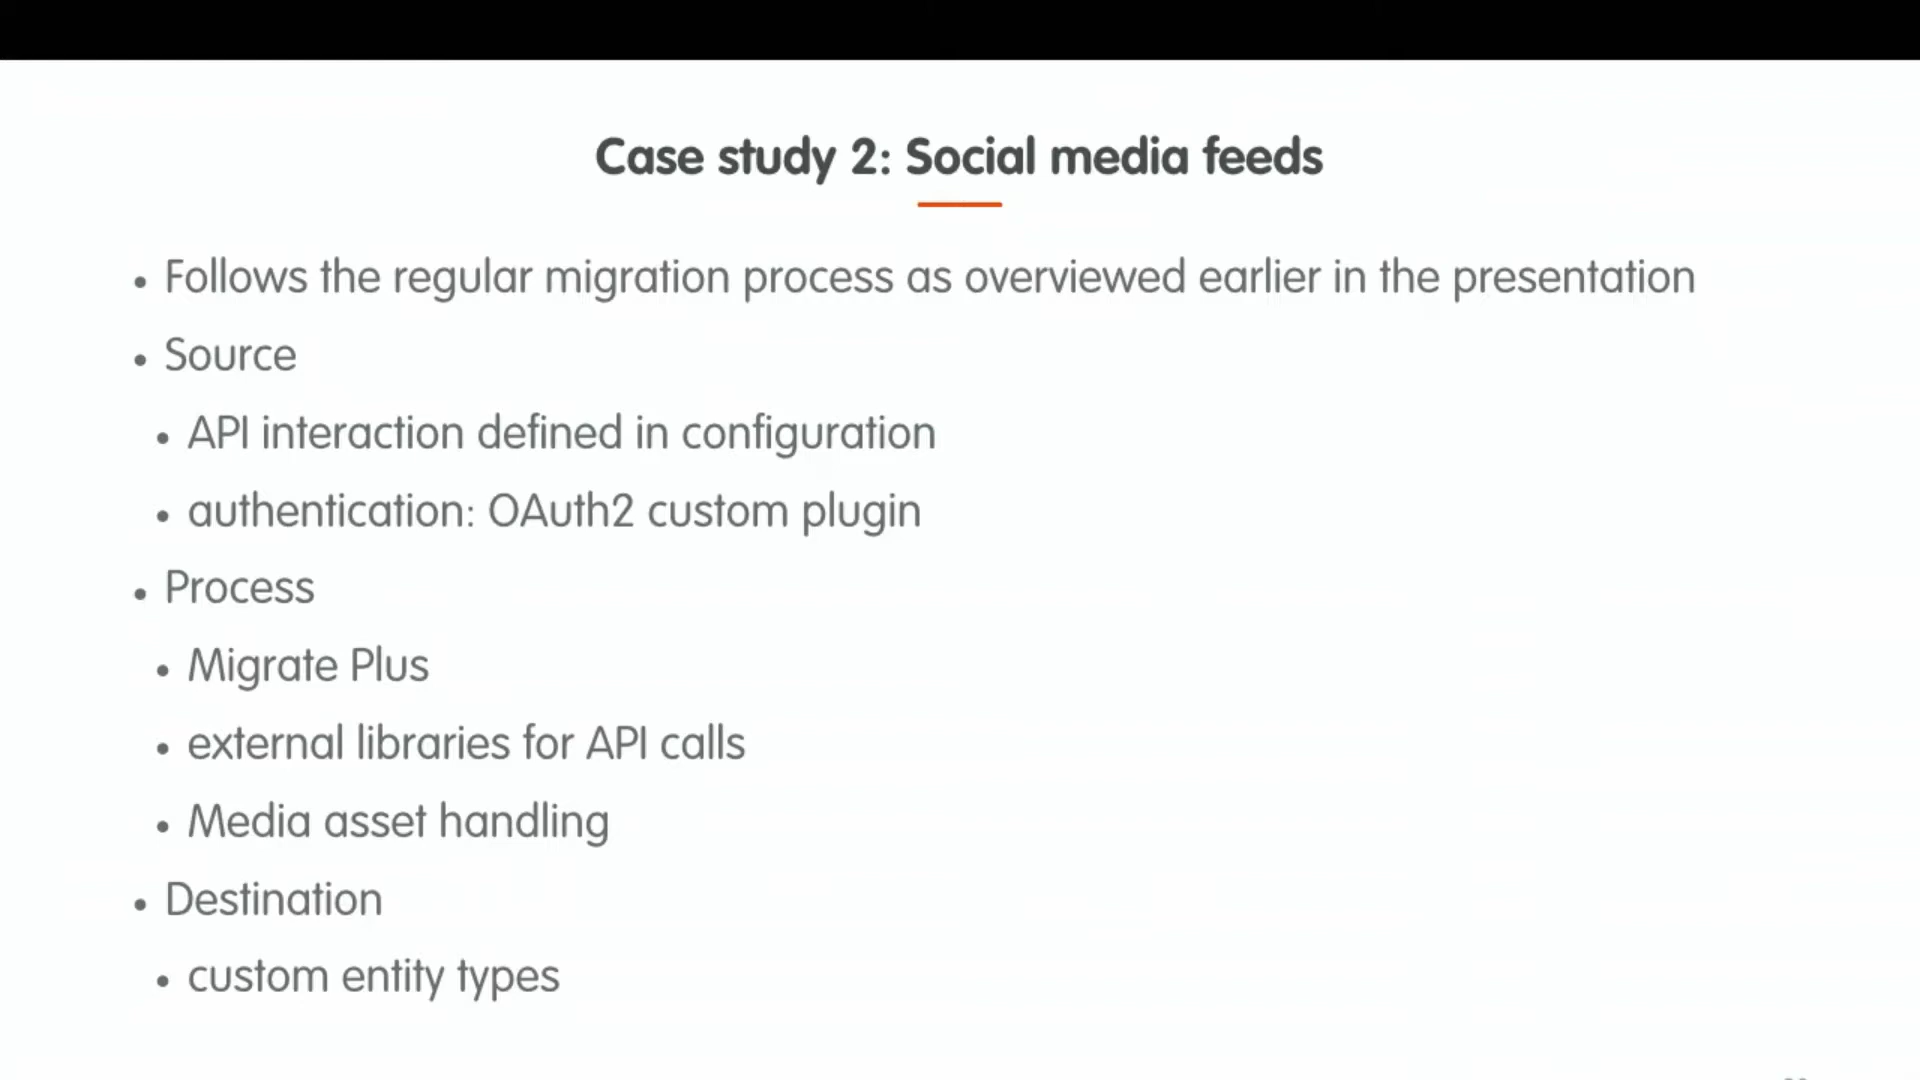 Case study 2: Social media feeds
• Follows the regular migration process as overviewed earlier in the presentation
• Source
• API interaction defined in configuration
• authentication: OAuth2 custom plugin
• Process
• Migrate Plus
• external libraries for API calls
• Media asset handling
• Destination
• custom entity types